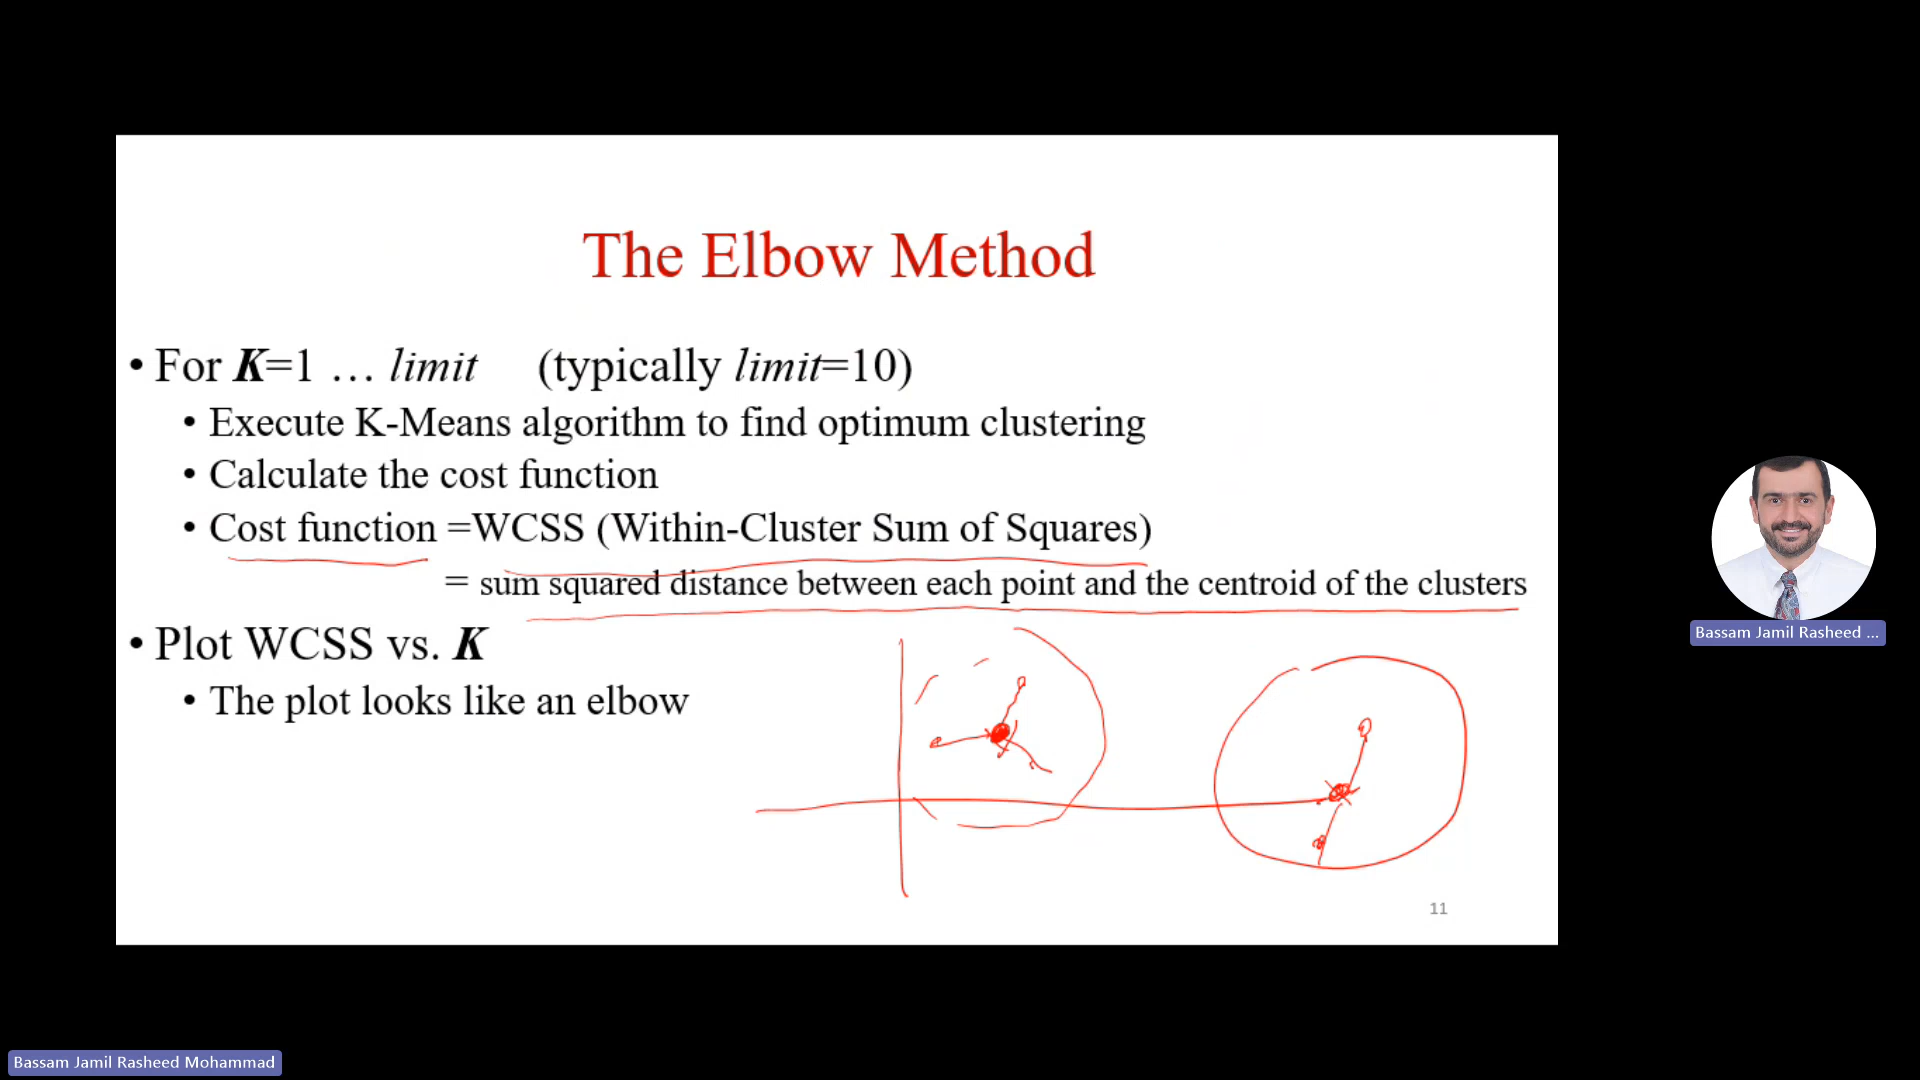 The Elbow Method
• For K=1 … limit (typically limit=10)
• Execute K-Means algorithm to find optimum clustering
• Calculate the cost function
• Cost function =WCSS (Within-Cluster Sum of Squares)
= sum squared distance between each point and the centroid of the clusters
• Plot WCSS vs. K
• The plot looks like an elbow
11
Bassam Jamil Rasheed ...
Bassam Jamil Rasheed Mohammad